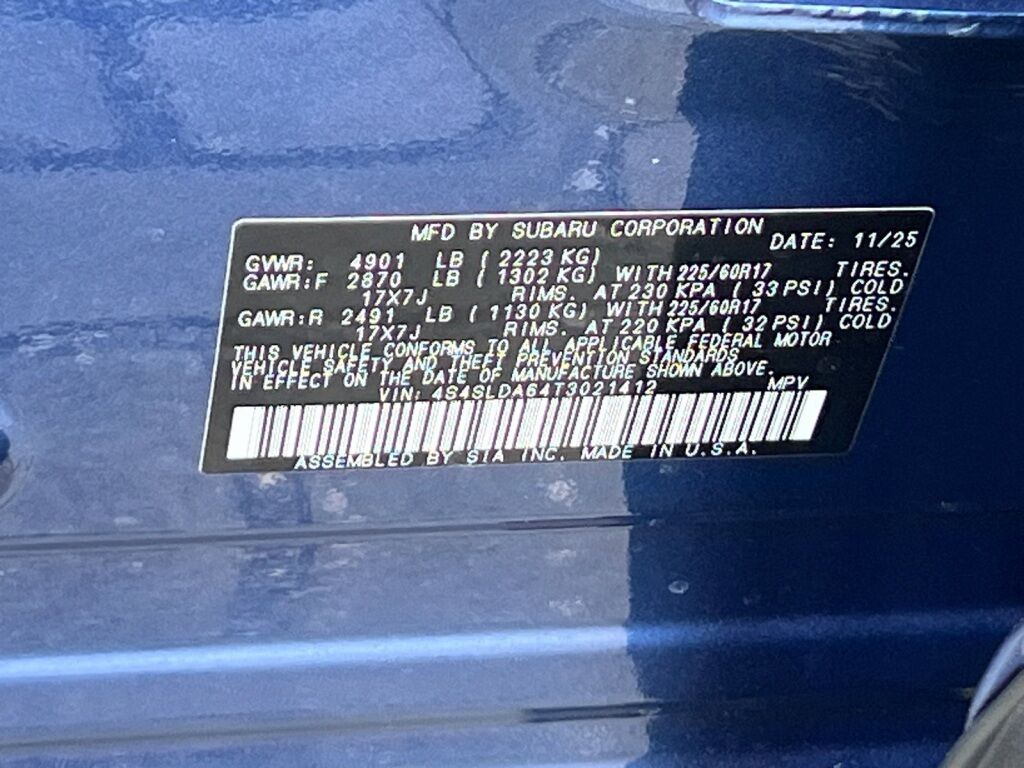 MFD BY SUBARU CORPORATION
DATE: 11/25
GVWR: 4901 LB ( 2223 KG)
GAWR:F 2870 LB ( 1302 KG) WITH 225/60R17 TIRES.
17X7J RIMS. AT 230 KPA ( 33 PSI) COLD
GAWR:R 2491 LB ( 1130 KG) WITH 225/60R17 TIRES.
17X7J RIMS. AT 220 KPA ( 32 PSI) COLD
THIS VEHICLE CONFORMS TO ALL APPLICABLE FEDERAL MOTOR
VEHICLE SAFETY AND THEFT PREVENTION STANDARDS
IN EFFECT ON THE DATE OF MANUFACTURE SHOWN ABOVE.
VIN: 4S4SLDA64T3021412 MPV
ASSEMBLED BY SIA INC. MADE IN U.S.A.